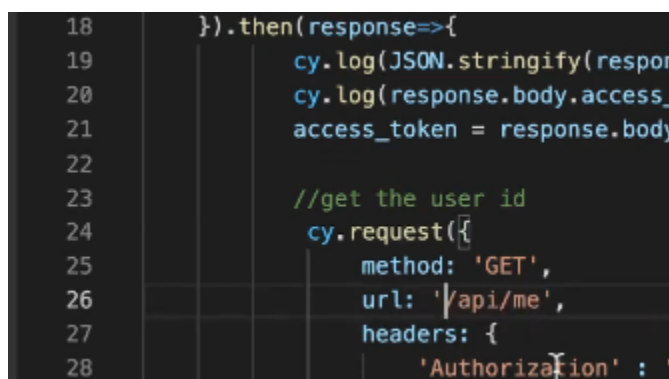 18 }).then(response=>{
19 cy.log(JSON.stringify(respon
20 cy.log(response.body.access_
21 access_token = response.body
22
23 //get the user id
24 cy.request({
25 method: 'GET',
26 url: '/api/me',
27 headers: {
28 'Authorization' : '